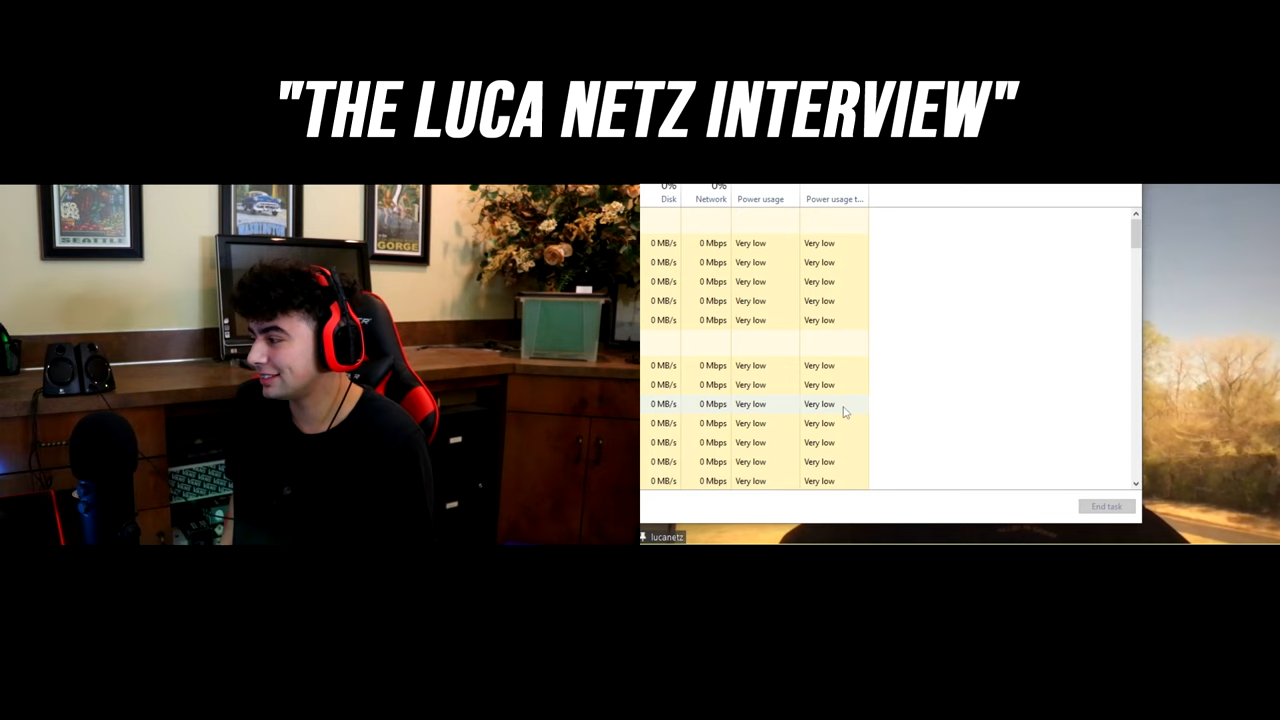 "THE LUCA NETZ INTERVIEW"
SEATTLE
WASHINGTON
GORGE
0% 0%
Disk Network Power usage Power usage t...
0 MB/s 0 Mbps Very low Very low
0 MB/s 0 Mbps Very low Very low
0 MB/s 0 Mbps Very low Very low
0 MB/s 0 Mbps Very low Very low
0 MB/s 0 Mbps Very low Very low
0 MB/s 0 Mbps Very low Very low
0 MB/s 0 Mbps Very low Very low
0 MB/s 0 Mbps Very low Very low
0 MB/s 0 Mbps Very low Very low
0 MB/s 0 Mbps Very low Very low
0 MB/s 0 Mbps Very low Very low
0 MB/s 0 Mbps Very low Very low
End task
lucanetz